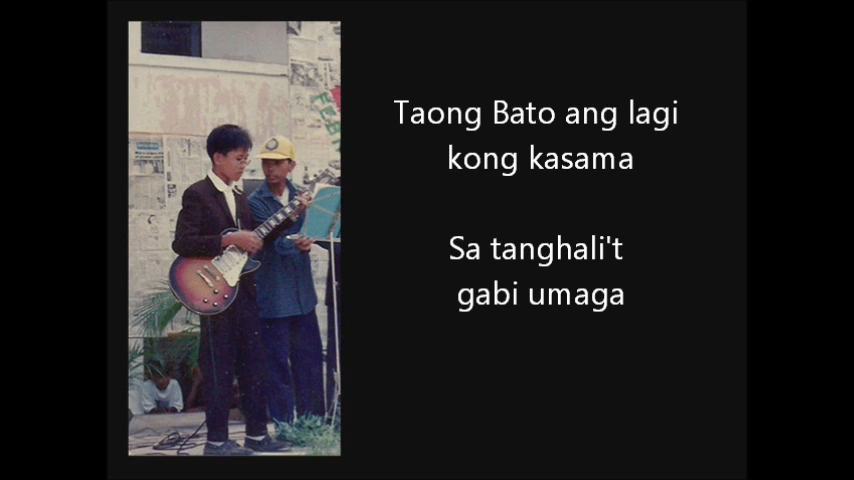 Taong Bato ang lagi
kong kasama
Sa tanghali't
gabi umaga